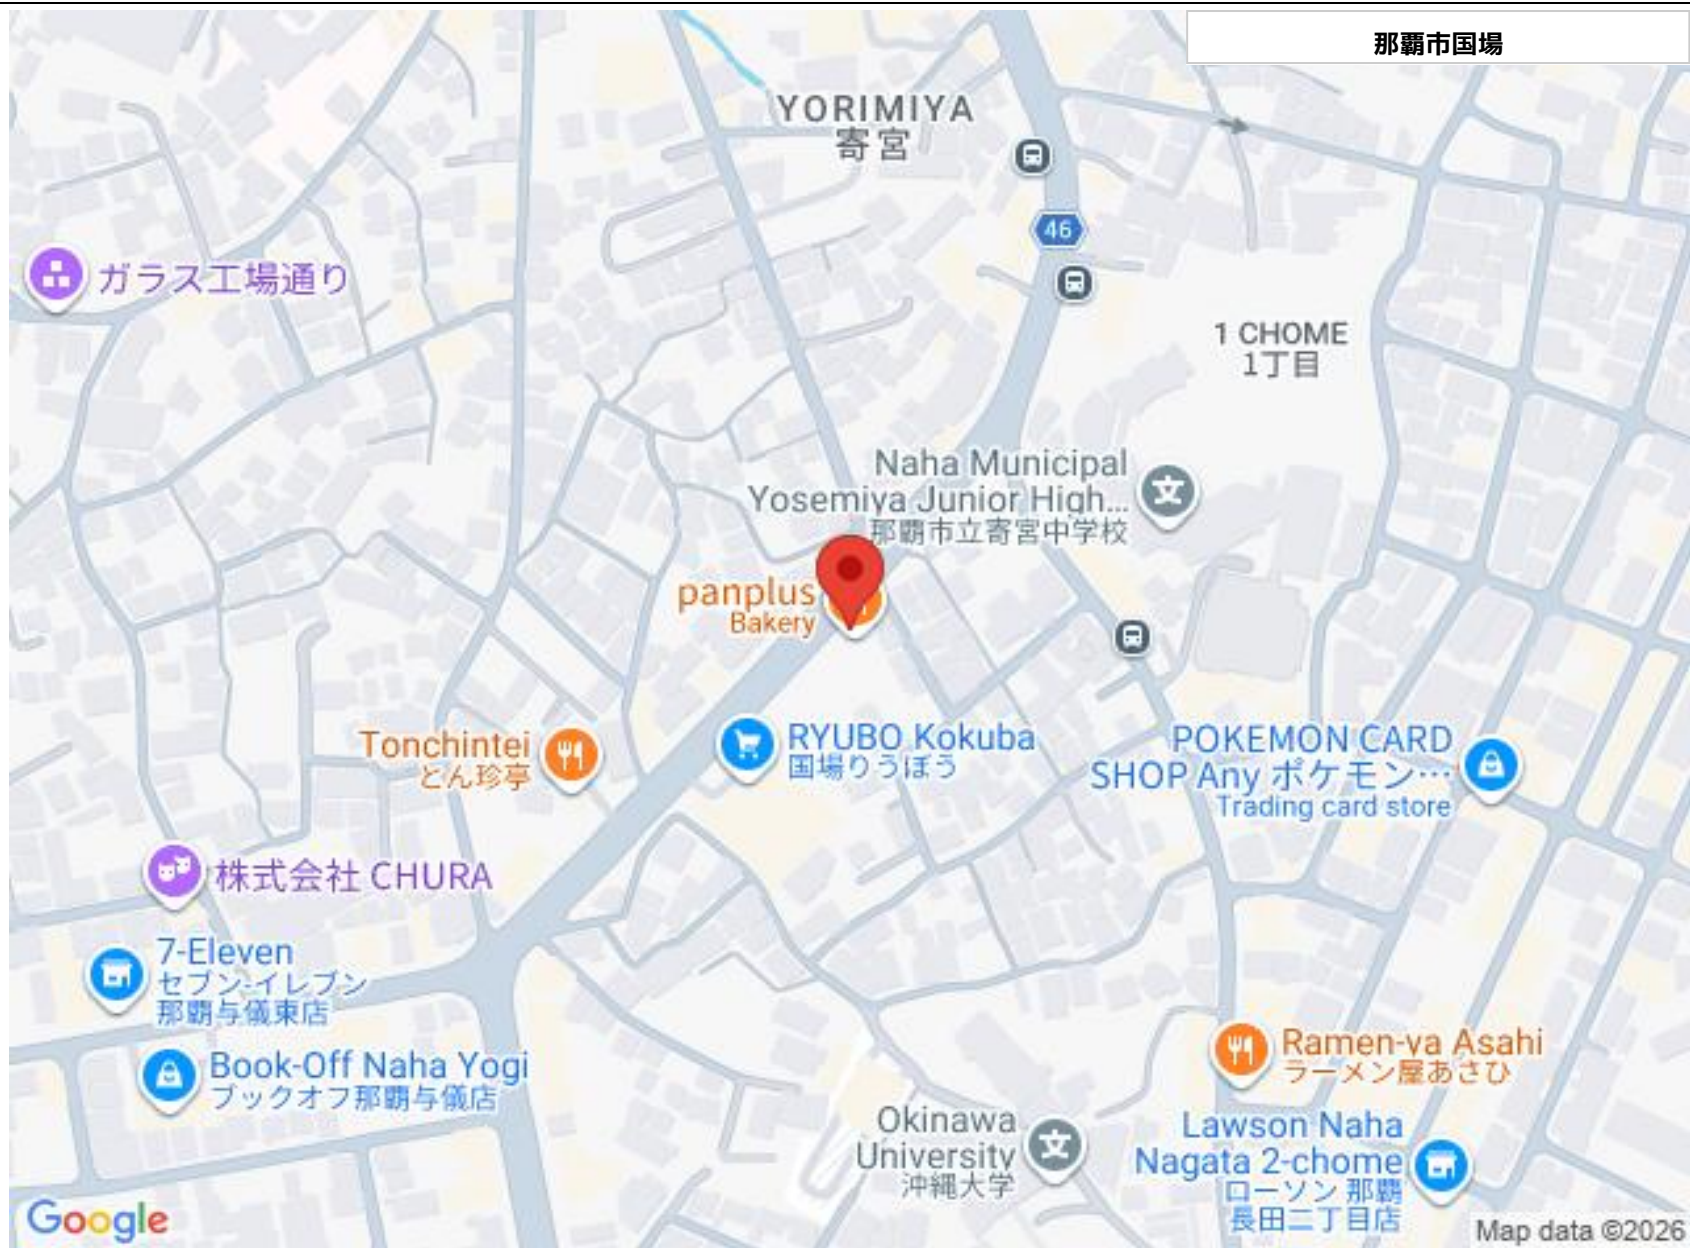 那覇市国場
YORIMIYA
寄宮
46
ガラス工場通り
1 CHOME
1丁目
Naha Municipal
Yosemiya Junior High...
那覇市立寄宮中学校
panplus
Bakery
Tonchintei
とん珍亭
RYUBO Kokuba
国場りうぼう
POKEMON CARD
SHOP Any ポケモン…
Trading card store
株式会社 CHURA
7-Eleven
セブン-イレブン
那覇与儀東店
Book-Off Naha Yogi
ブックオフ那覇与儀店
Ramen-ya Asahi
ラーメン屋あさひ
Okinawa
University
沖縄大学
Lawson Naha
Nagata 2-chome
ローソン 那覇
長田二丁目店
Google
Map data ©2026